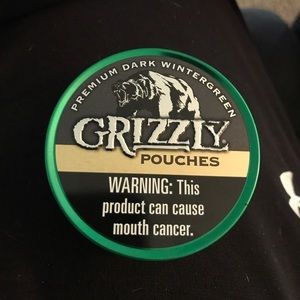 PREMIUM DARK WINTERGREEN
GRIZZLY
POUCHES
WARNING: This
product can cause
mouth cancer.